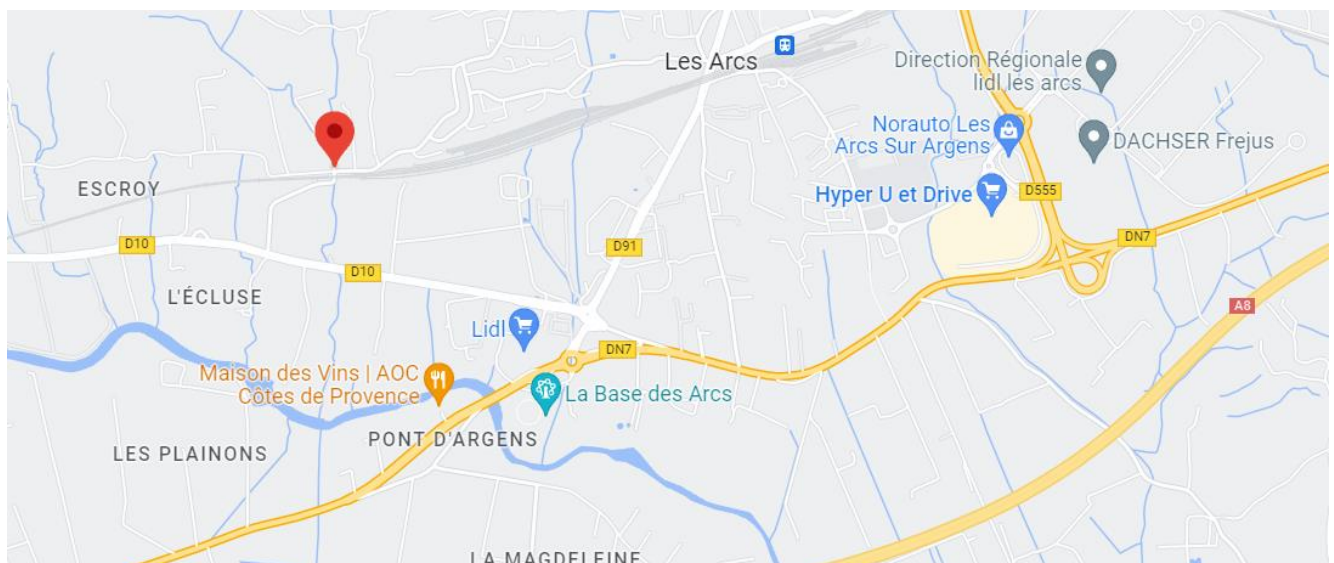 Les Arcs
Direction Régionale
lidl les arcs
Norauto Les
Arcs Sur Argens
DACHSER Frejus
ESCROY
Hyper U et Drive
D555
D10
D91
DN7
D10
L'ÉCLUSE
A8
Lidl
DN7
Maison des Vins | AOC
Côtes de Provence
La Base des Arcs
PONT D'ARGENS
LES PLAINONS
LA MAGDELEINE